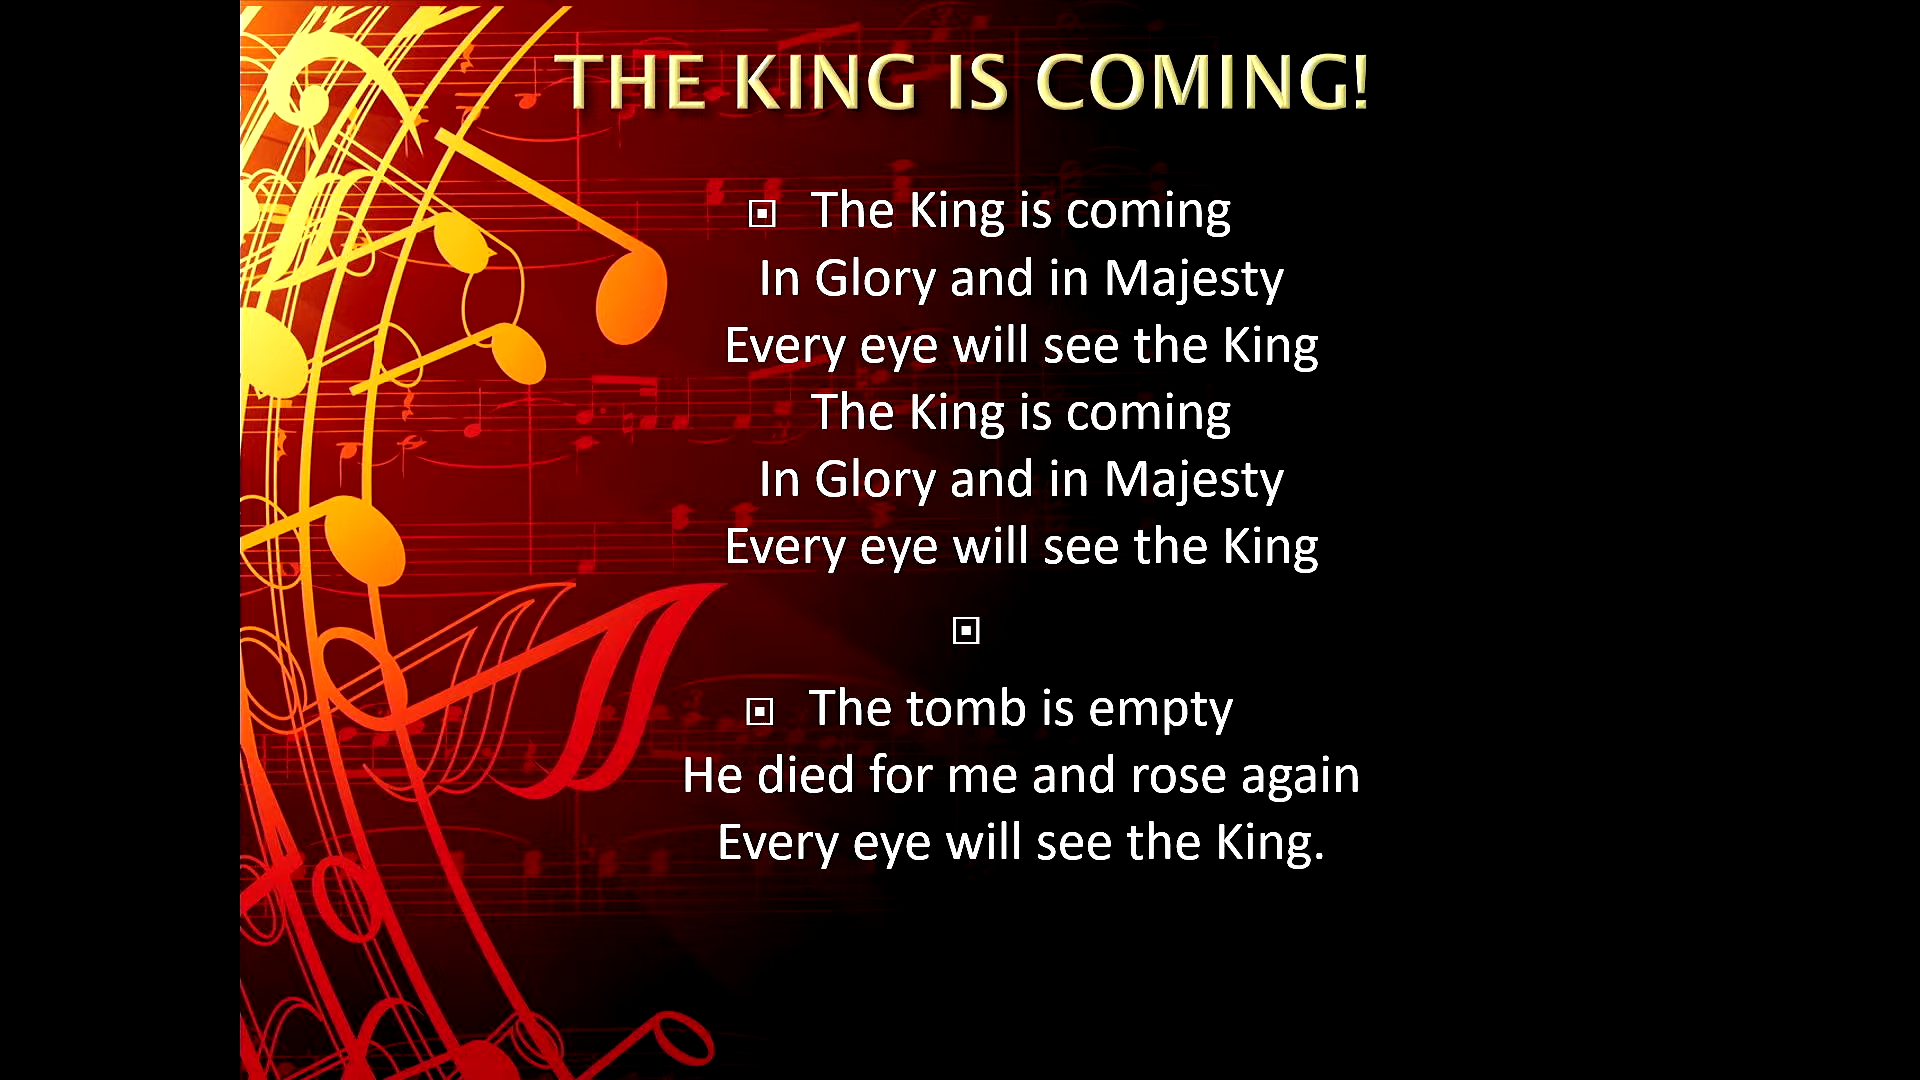 THE KING IS COMING!
The King is coming
In Glory and in Majesty
Every eye will see the King
The King is coming
In Glory and in Majesty
Every eye will see the King
The tomb is empty
He died for me and rose again
Every eye will see the King.